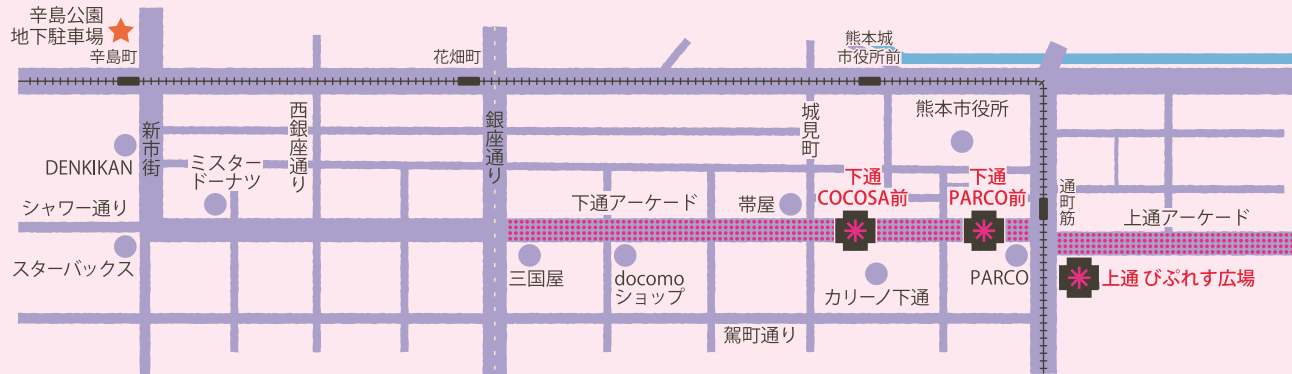 辛島公園
地下駐車場
辛島町
花畑町
熊本城
市役所前
新市街
西銀座通り
銀座通り
城見町
熊本市役所
DENKIKAN
ミスター
ドーナツ
下通
COCOSA前
下通
PARCO前
通町筋
シャワー通り
下通アーケード
帯屋
上通アーケード
スターバックス
三国屋
docomo
ショップ
カリーノ下通
PARCO
上通 びぷれす広場
駕町通り